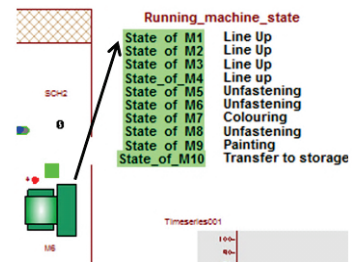 Running_machine_state
State of M1 Line Up
State of M2 Line Up
State of M3 Line Up
State_of_M4 Line up
State of M5 Unfastening
State of M6 Unfastening
State of M7 Colouring
State of M8 Unfastening
State of M9 Painting
State_of_M10 Transfer to storage
SCH2
0
M6
Timeseries001
100
90